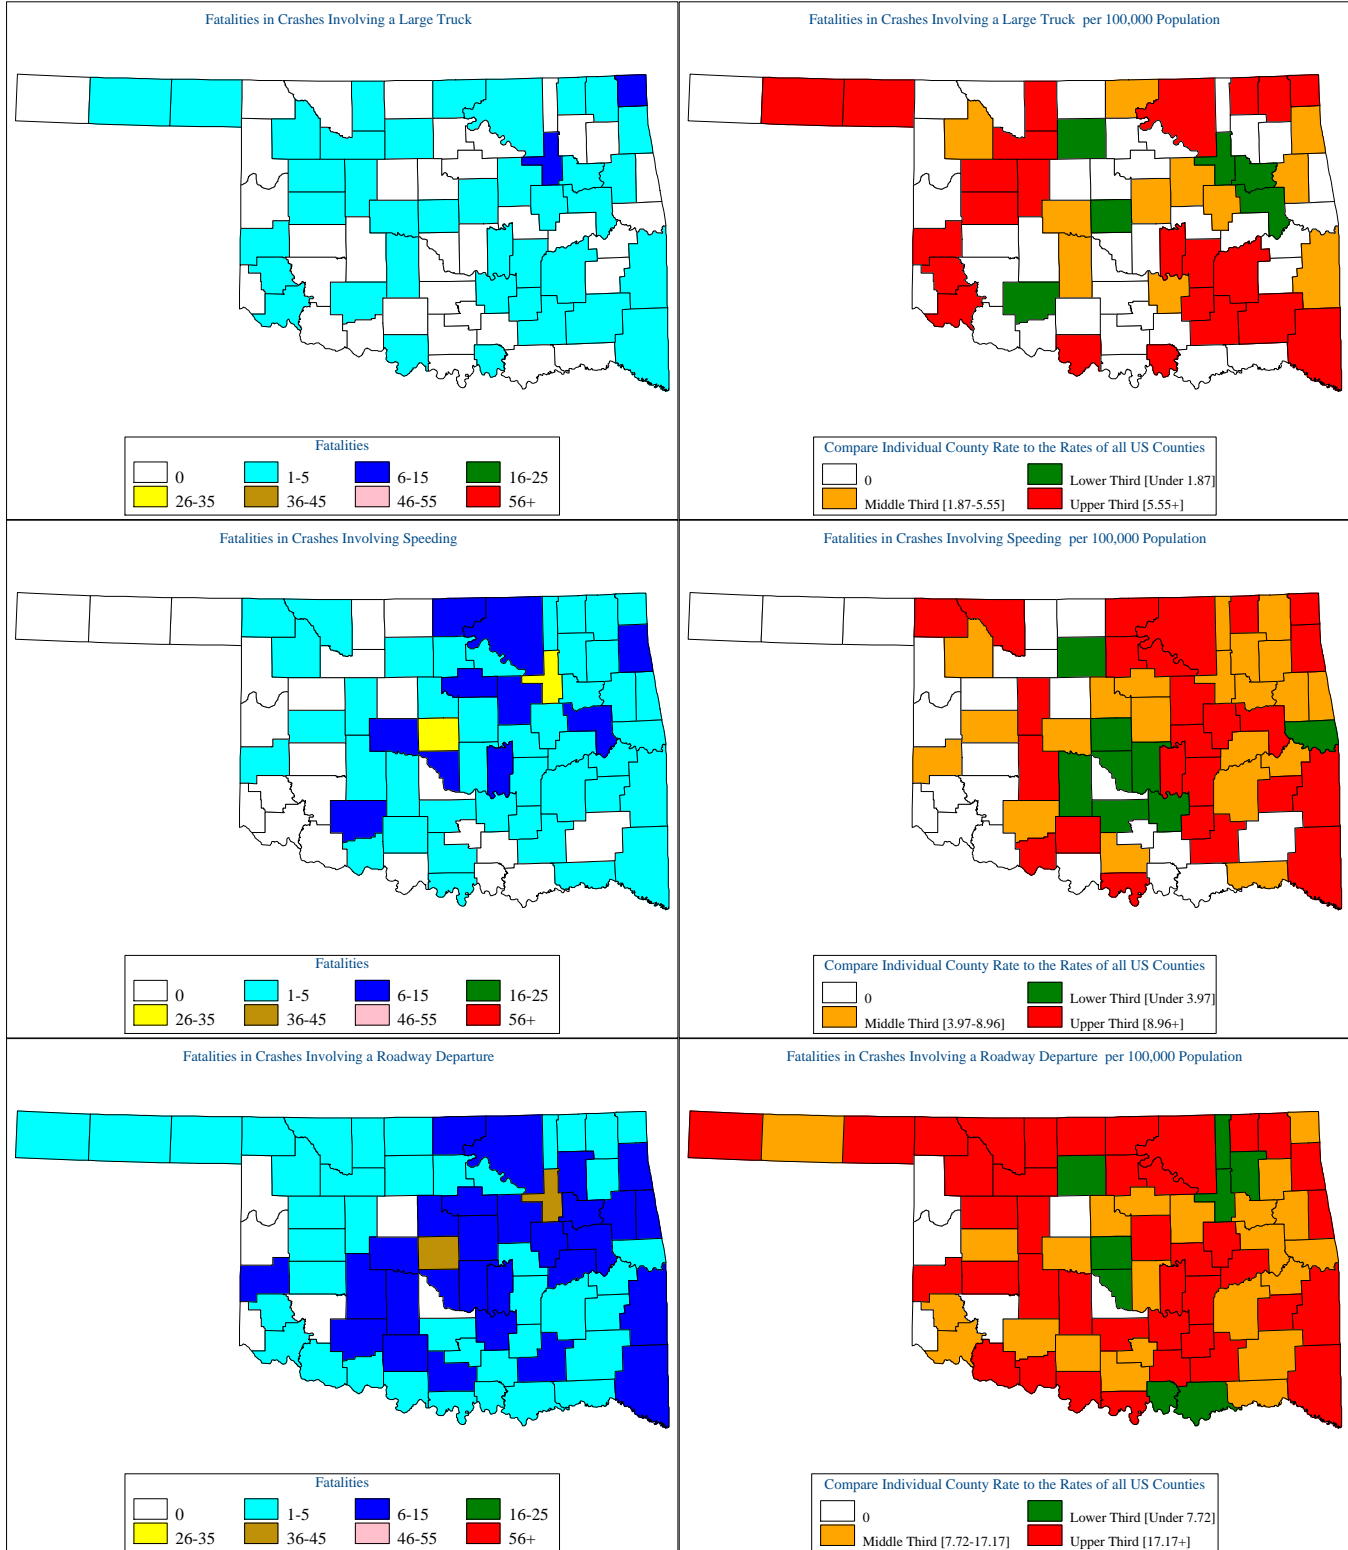 Fatalities in Crashes Involving a Large Truck
0
1-5
6-15
16-25
26-35
36-45
46-55
56+
Fatalities in Crashes Involving a Large Truck per 100,000 Population
Compare Individual County Rate to the Rates of all US Counties
0
Lower Third [Under 1.87]
Middle Third [1.87-5.55]
Upper Third [5.55+]
Fatalities in Crashes Involving Speeding
Fatalities
0
1-5
6-15
16-25
26-35
36-45
46-55
56+
Fatalities in Crashes Involving Speeding per 100,000 Population
Compare Individual County Rate to the Rates of all US Counties
0
Lower Third [Under 3.97]
Middle Third [3.97-8.96]
Upper Third [8.96+]
Fatalities in Crashes Involving a Roadway Departure
Fatalities
0
1-5
6-15
16-25
26-35
36-45
46-55
56+
Fatalities in Crashes Involving a Roadway Departure per 100,000 Population
Compare Individual County Rate to the Rates of all US Counties
0
Lower Third [Under 7.72]
Middle Third [7.72-17.17]
Upper Third [17.17+]